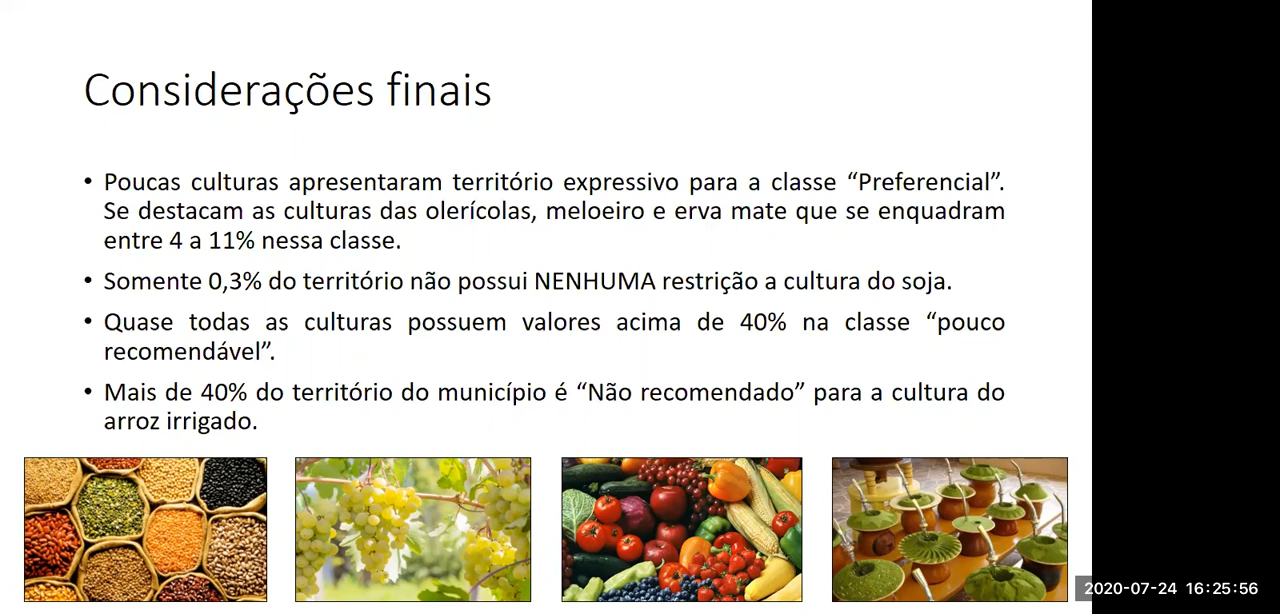 Considerações finais
• Poucas culturas apresentaram território expressivo para a classe “Preferencial”.
Se destacam as culturas das olerícolas, meloeiro e erva mate que se enquadram
entre 4 a 11% nessa classe.
• Somente 0,3% do território não possui NENHUMA restrição a cultura do soja.
• Quase todas as culturas possuem valores acima de 40% na classe “pouco
recomendável”.
• Mais de 40% do território do município é “Não recomendado” para a cultura do
arroz irrigado.
2020-07-24 16:25:56